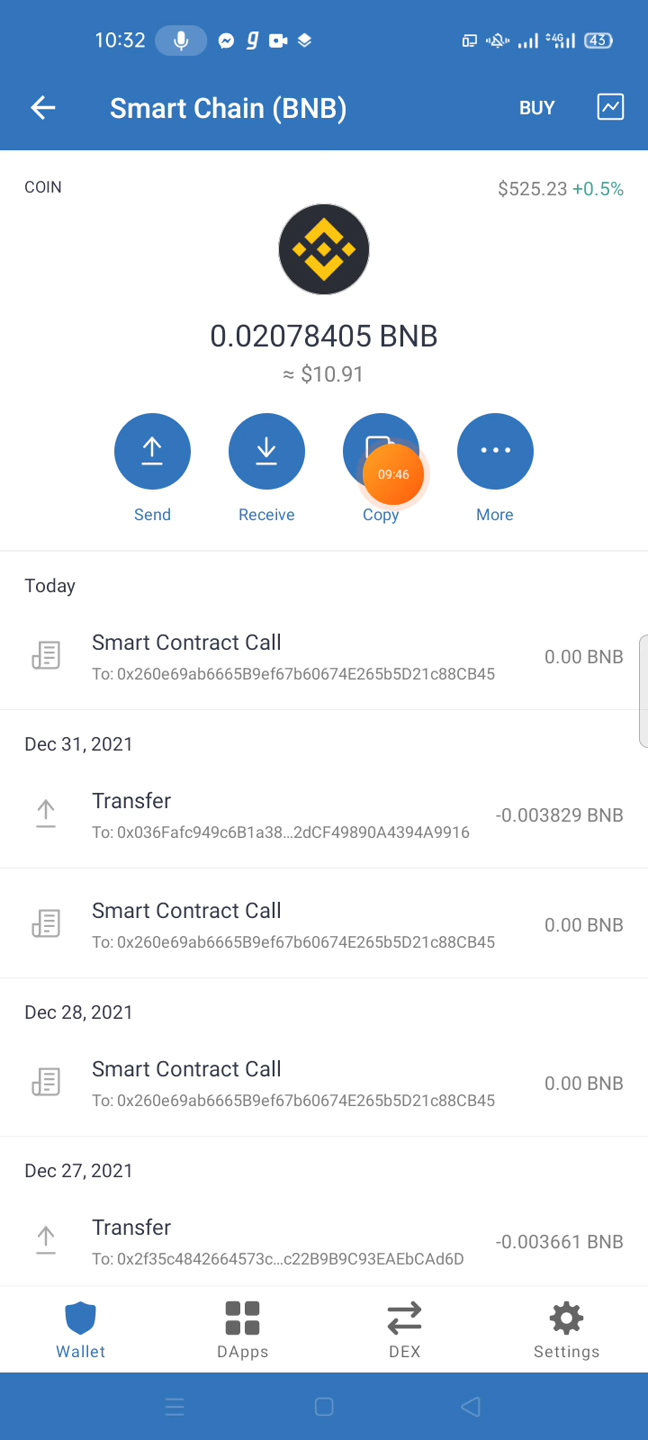 10:32 g 4G 43
Smart Chain (BNB) BUY
COIN $525.23 +0.5%
0.02078405 BNB
≈ $10.91
09:46
Send Receive Copy More
Today
Smart Contract Call 0.00 BNB
To: 0x260e69ab6665B9ef67b60674E265b5D21c88CB45
Dec 31, 2021
Transfer -0.003829 BNB
To: 0x036Fafc949c6B1a38...2dCF49890A4394A9916
Smart Contract Call 0.00 BNB
To: 0x260e69ab6665B9ef67b60674E265b5D21c88CB45
Dec 28, 2021
Smart Contract Call 0.00 BNB
To: 0x260e69ab6665B9ef67b60674E265b5D21c88CB45
Dec 27, 2021
Transfer -0.003661 BNB
To: 0x2f35c4842664573c...c22B9B9C93EAEbCAd6D
Wallet DApps DEX Settings